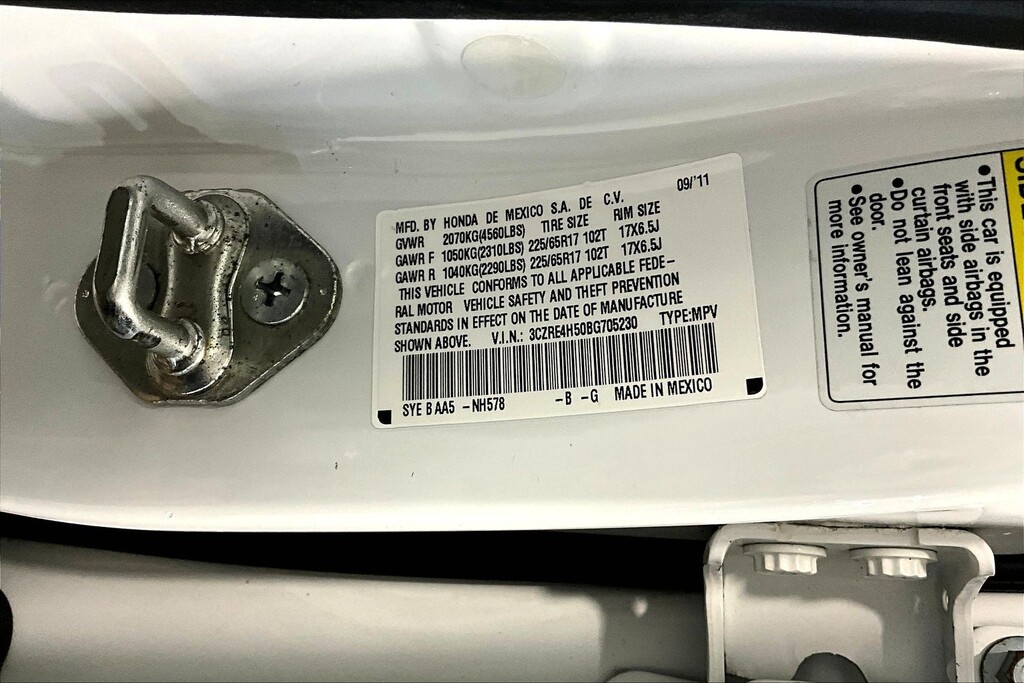 09/'11
MFD. BY HONDA DE MEXICO S.A. DE C.V.
GVWR 2070KG(4560LBS) TIRE SIZE RIM SIZE
GAWR F 1050KG(2310LBS) 225/65R17 102T 17X6.5J
GAWR R 1040KG(2290LBS) 225/65R17 102T 17X6.5J
THIS VEHICLE CONFORMS TO ALL APPLICABLE FEDE-
RAL MOTOR VEHICLE SAFETY AND THEFT PREVENTION
STANDARDS IN EFFECT ON THE DATE OF MANUFACTURE
SHOWN ABOVE. V.I.N.: 3CZRE4H50BG705230 TYPE:MPV
SYE B AA5 -NH578 -B -G MADE IN MEXICO
•This car is equipped
with side airbags in the
front seats and side
curtain airbags.
•Do not lean against the
door.
•See owner's manual for
more information.